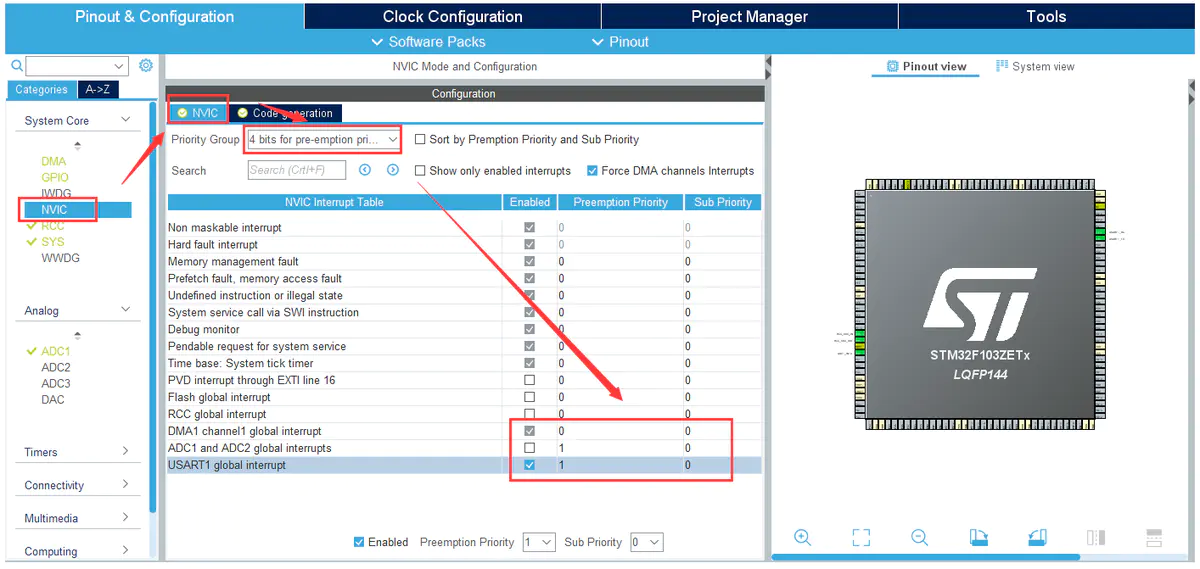 Pinout & Configuration Clock Configuration Project Manager Tools
Software Packs Pinout
NVIC Mode and Configuration
Categories A->Z
System Core
DMA
GPIO
IWDG
NVIC
RCC
SYS
WWDG
Analog
ADC1
ADC2
ADC3
DAC
Timers
Connectivity
Multimedia
Computing
Configuration
NVIC Code generation
Priority Group 4 bits for pre-emption pri... Sort by Premption Priority and Sub Priority
Search Search (CrtI+F) Show only enabled interrupts Force DMA channels Interrupts
NVIC Interrupt Table Enabled Preemption Priority Sub Priority
Non maskable interrupt 0 0
Hard fault interrupt 0 0
Memory management fault 0 0
Prefetch fault, memory access fault 0 0
Undefined instruction or illegal state 0 0
System service call via SWI instruction 0 0
Debug monitor 0 0
Pendable request for system service 0 0
Time base: System tick timer 0 0
PVD interrupt through EXTI line 16 0 0
Flash global interrupt 0 0
RCC global interrupt 0 0
DMA1 channel1 global interrupt 0 0
ADC1 and ADC2 global interrupts 1 0
USART1 global interrupt 1 0
Enabled Preemption Priority 1 Sub Priority 0
Pinout view System view
ST
STM32F103ZETx
LQFP144